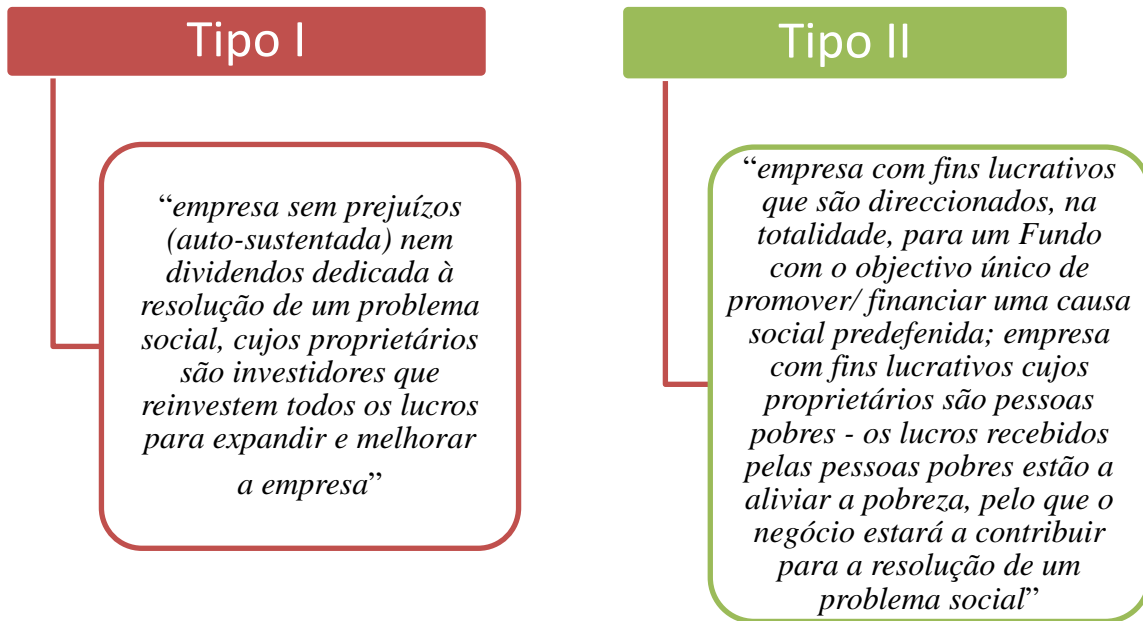 Tipo I
“empresa sem prejuízos
(auto-sustentada) nem
dividendos dedicada à
resolução de um problema
social, cujos proprietários
são investidores que
reinvestem todos os lucros
para expandir e melhorar
a empresa”
Tipo II
“empresa com fins lucrativos
que são direccionados, na
totalidade, para um Fundo
com o objectivo único de
promover/ financiar uma causa
social predefenida; empresa
com fins lucrativos cujos
proprietários são pessoas
pobres - os lucros recebidos
pelas pessoas pobres estão a
aliviar a pobreza, pelo que o
negócio estará a contribuir
para a resolução de um
problema social”